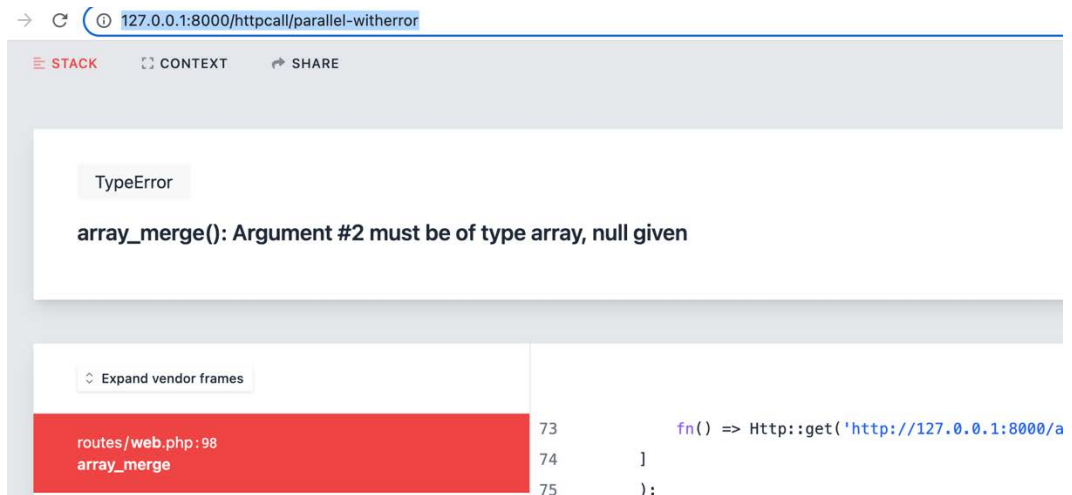 127.0.0.1:8000/httpcall/parallel-witherror
STACK CONTEXT SHARE
TypeError
array_merge(): Argument #2 must be of type array, null given
Expand vendor frames
routes/web.php:98
array_merge
73 fn() => Http::get('http://127.0.0.1:8000/a
74 ]
75 );